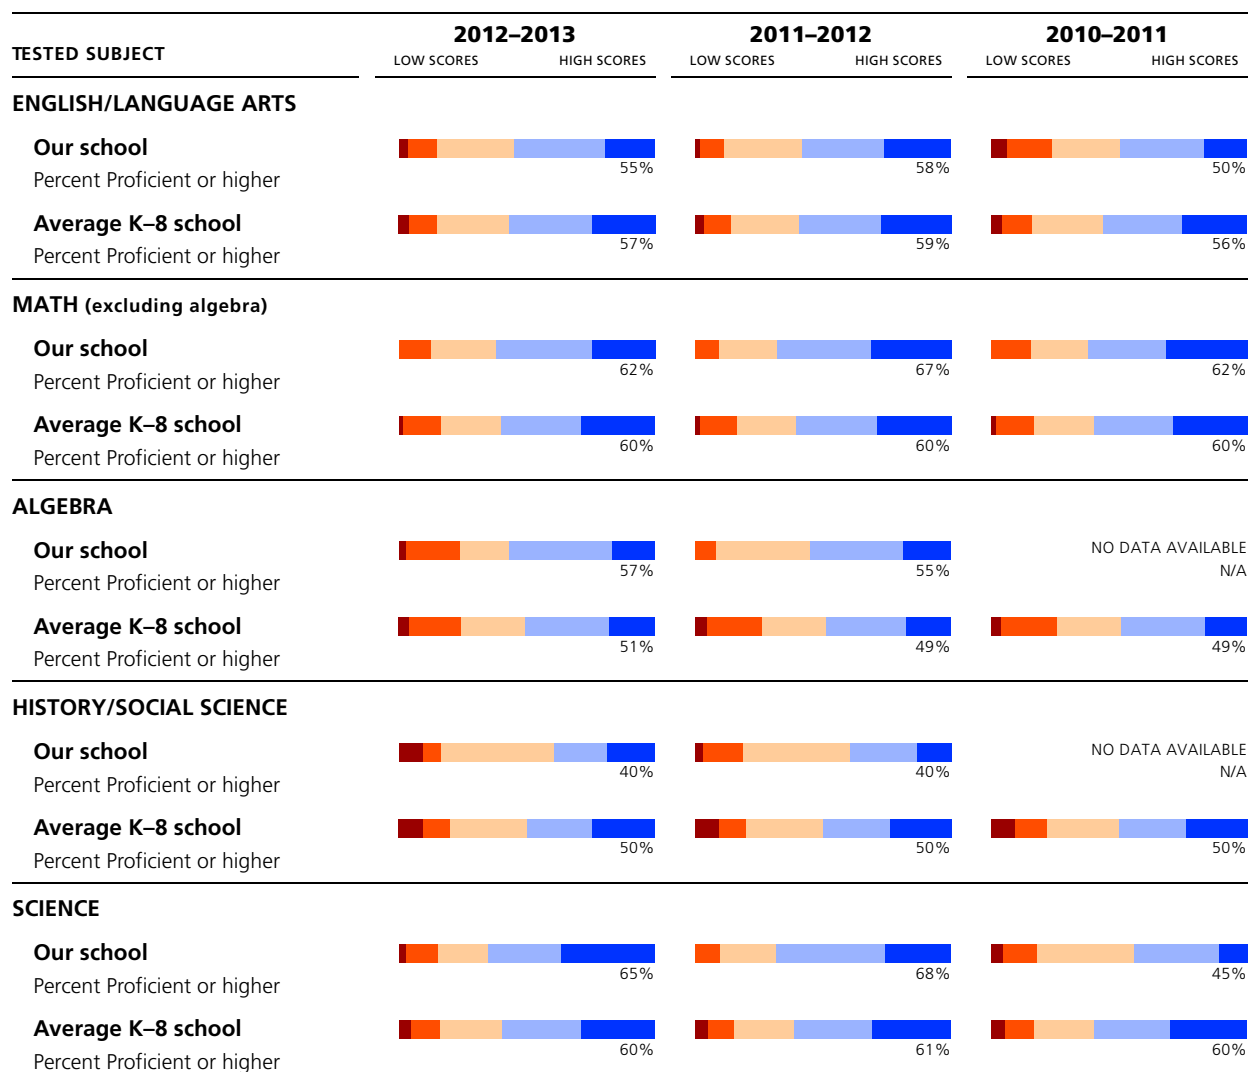 2012–2013 2011–2012 2010–2011
TESTED SUBJECT LOW SCORES HIGH SCORES LOW SCORES HIGH SCORES LOW SCORES HIGH SCORES
ENGLISH/LANGUAGE ARTS
Our school
55% 58% 50%
Percent Proficient or higher
Average K–8 school
57% 59% 56%
Percent Proficient or higher
MATH (excluding algebra)
Our school
62% 67% 62%
Percent Proficient or higher
Average K–8 school
60% 60% 60%
Percent Proficient or higher
ALGEBRA
Our school NO DATA AVAILABLE
57% 55% N/A
Percent Proficient or higher
Average K–8 school
51% 49% 49%
Percent Proficient or higher
HISTORY/SOCIAL SCIENCE
Our school NO DATA AVAILABLE
40% 40% N/A
Percent Proficient or higher
Average K–8 school
50% 50% 50%
Percent Proficient or higher
SCIENCE
Our school
65% 68% 45%
Percent Proficient or higher
Average K–8 school
60% 61% 60%
Percent Proficient or higher